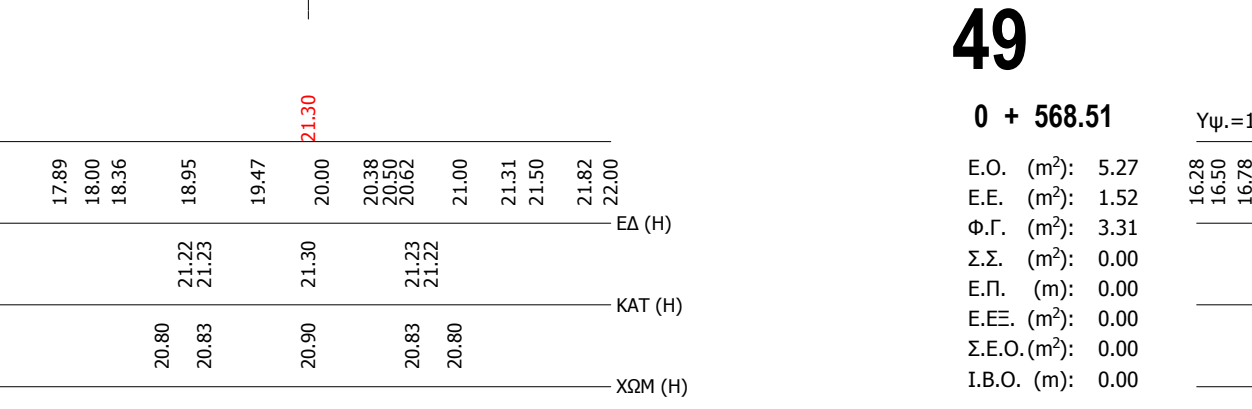 49
21.30
0 + 568.51
Υψ.=1
17.89 18.00 18.36 18.95 19.47 20.00 20.38 20.50 20.62 21.00 21.31 21.50 21.82 22.00
ΕΔ (Η)
21.22 21.23 21.30 21.23 21.22
ΚΑΤ (Η)
20.80 20.83 20.90 20.83 20.80
ΧΩΜ (Η)
Ε.Ο. (m²): 5.27
Ε.Ε. (m²): 1.52
Φ.Γ. (m²): 3.31
Σ.Σ. (m²): 0.00
Ε.Π. (m): 0.00
Ε.ΕΞ. (m²): 0.00
Σ.Ε.Ο. (m²): 0.00
Ι.Β.Ο. (m): 0.00
16.28 16.50 16.78